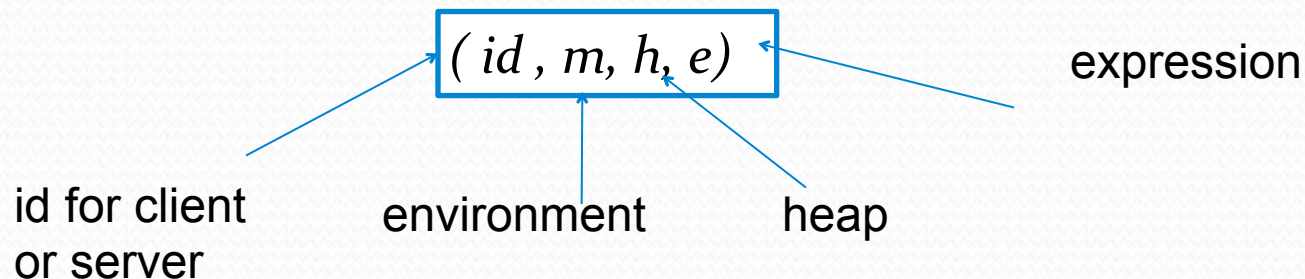 ( id , m, h, e)
expression
id for client
or server
environment
heap